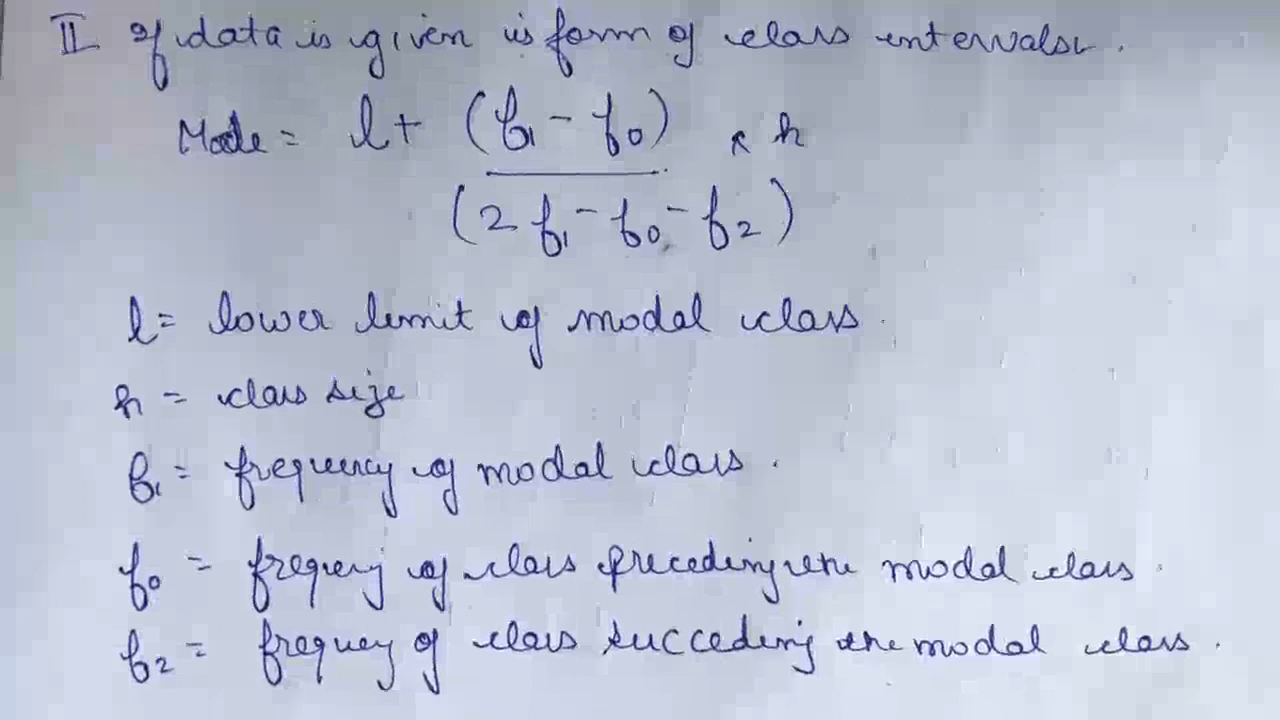 II If data is given is form of class intervals.
Mode = l + (f1 - f0) × h
(2f1 - f0 - f2)
l = lower limit of modal class.
h = class size
f1 = frequency of modal class.
f0 = frequency of class preceding the modal class.
f2 = frequency of class succeding the modal class.